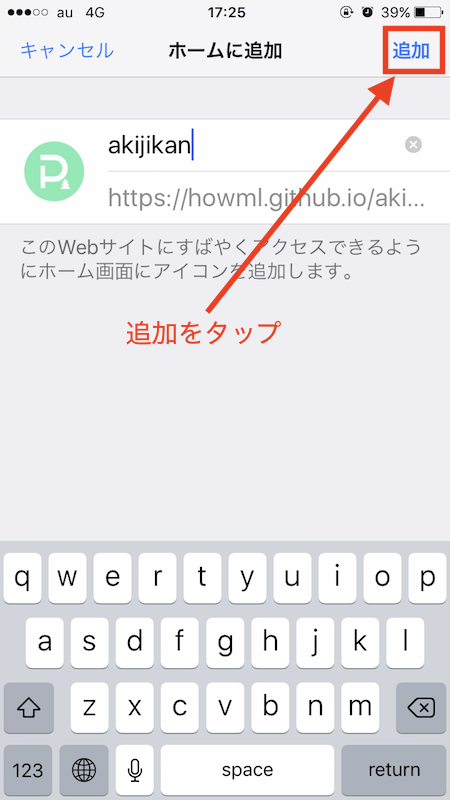 au 4G 17:25 39%
キャンセル ホームに追加 追加
akijikan
https://howml.github.io/aki...
このWebサイトにすばやくアクセスできるよう
にホーム画面にアイコンを追加します。
追加をタップ
q w e r t y u i o p
a s d f g h j k l
z x c v b n m
123 space return